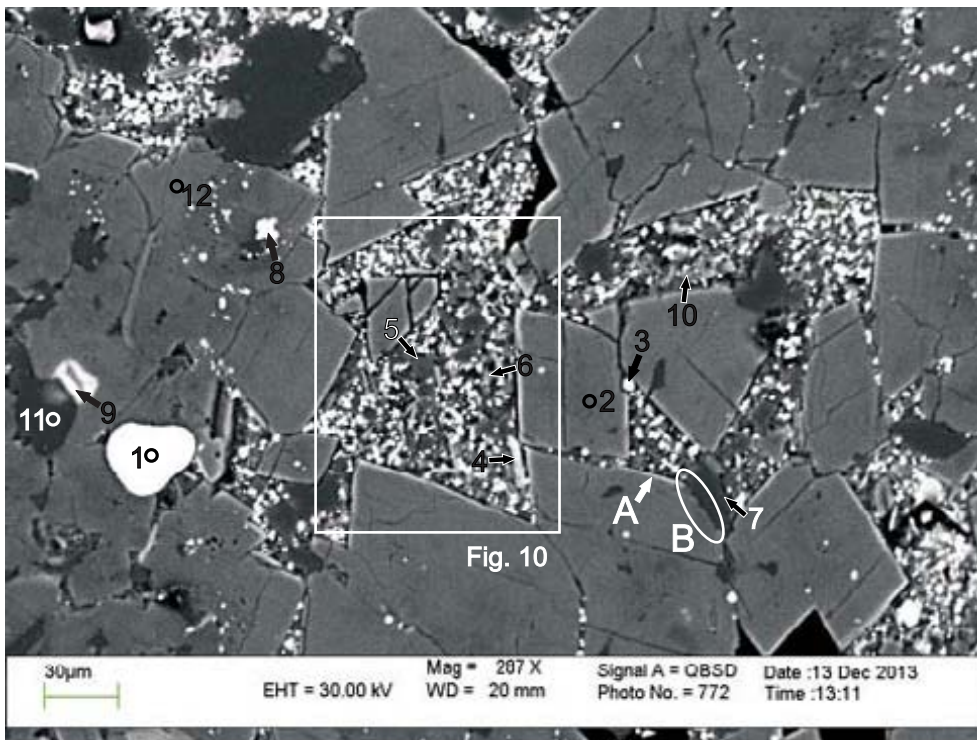 12
8
5
10
3
6
2
9
11
1
4
A
7
B
Fig. 10
30µm
Mag = 207 X
Signal A = QBSD
Date :13 Dec 2013
EHT = 30.00 kV
WD = 20 mm
Photo No. = 772
Time :13:11